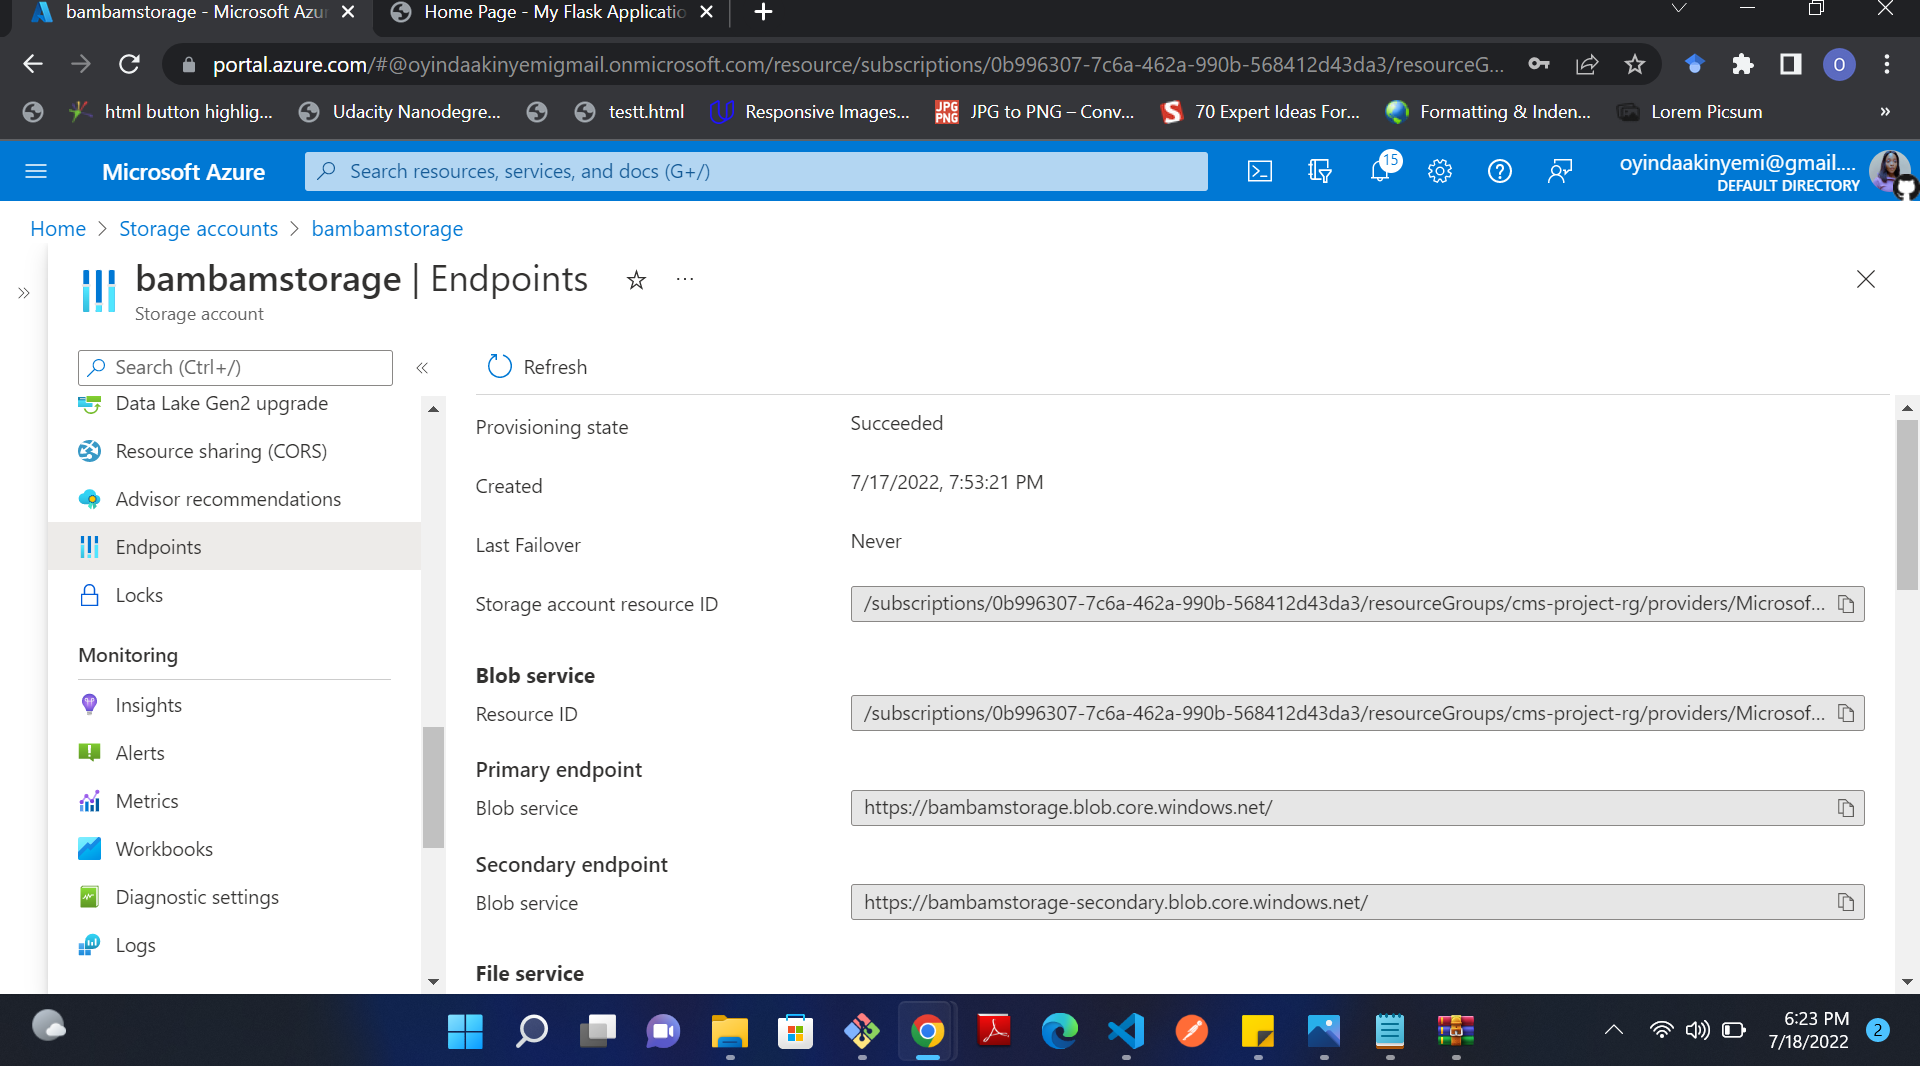 bambamstorage - Microsoft Azu
Home Page - My Flask Applicatio
portal.azure.com/#@oyindaakinyemigmail.onmicrosoft.com/resource/subscriptions/0b996307-7c6a-462a-990b-568412d43da3/resourceG...
O
html button highlig...
Udacity Nanodegre...
testt.html
Responsive Images...
JPG PNG
JPG to PNG – Conv...
S
70 Expert Ideas For...
Formatting & Inden...
Lorem Picsum
»
Microsoft Azure
Search resources, services, and docs (G+/)
15
oyindaakinyemi@gmail....
DEFAULT DIRECTORY
Home > Storage accounts > bambamstorage
bambamstorage | Endpoints
...
Storage account
Search (Ctrl+/)
Refresh
Data Lake Gen2 upgrade
Resource sharing (CORS)
Advisor recommendations
Endpoints
Locks
Monitoring
Insights
Alerts
Metrics
Workbooks
Diagnostic settings
Logs
Provisioning state
Succeeded
Created
7/17/2022, 7:53:21 PM
Last Failover
Never
Storage account resource ID
/subscriptions/0b996307-7c6a-462a-990b-568412d43da3/resourceGroups/cms-project-rg/providers/Microsof...
Blob service
Resource ID
/subscriptions/0b996307-7c6a-462a-990b-568412d43da3/resourceGroups/cms-project-rg/providers/Microsof...
Primary endpoint
Blob service
https://bambamstorage.blob.core.windows.net/
Secondary endpoint
Blob service
https://bambamstorage-secondary.blob.core.windows.net/
File service
6:23 PM
7/18/2022
2